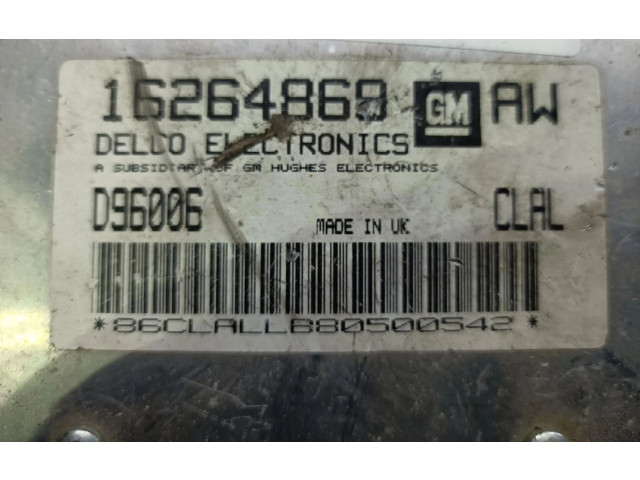 16264869 GM AW
DELCO ELECTRONICS
A SUBSIDIARY OF GM HUGHES ELECTRONICS
D96006 MADE IN UK CLAL
*86CLALLB80500542*